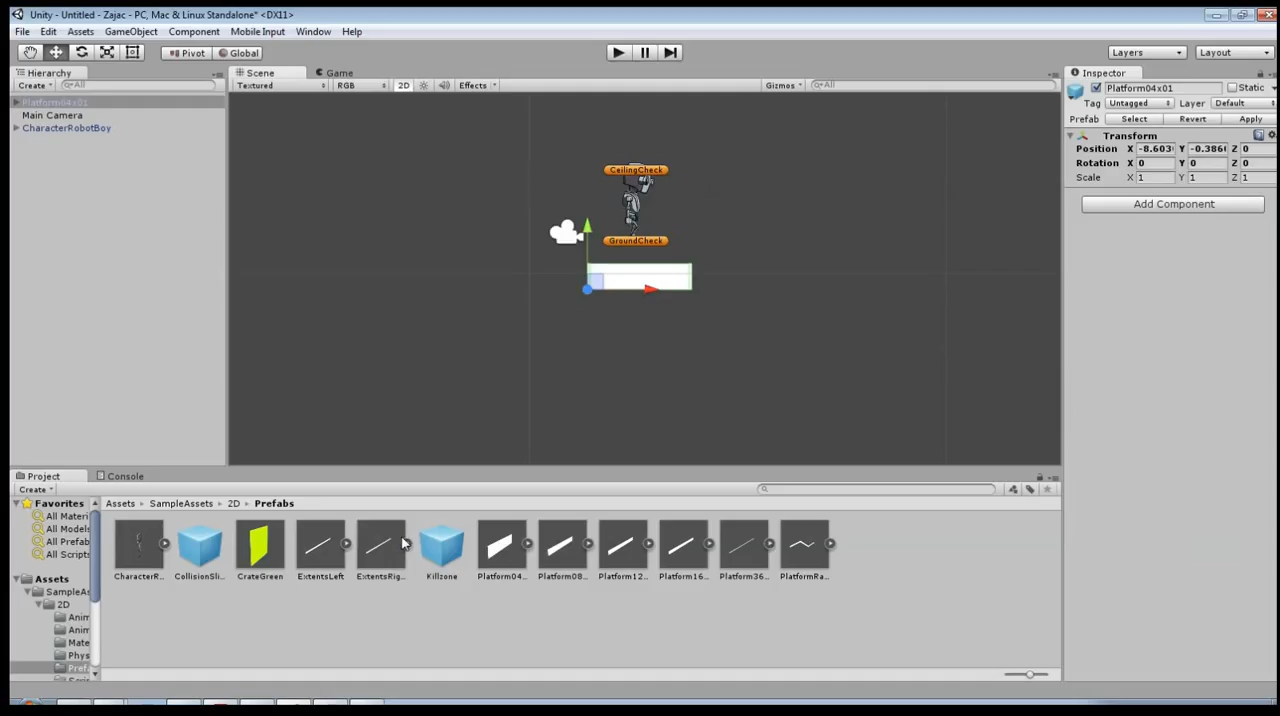 Unity - Untitled - Zajac - PC, Mac & Linux Standalone* <DX11>
File Edit Assets GameObject Component Mobile Input Window Help
Pivot Global Layers Layout
Hierarchy Scene Game Inspector
Create All Textured RGB 2D Effects Gizmos All
Platform04x01 Static
Tag Untagged Layer Default
Prefab Select Revert Apply
Platform04x01
Main Camera
CharacterRobotBoy
Transform
Position X -8.603 Y -0.386 Z 0
Rotation X 0 Y 0 Z 0
Scale X 1 Y 1 Z 1
Add Component
CeilingCheck
GroundCheck
Project Console
Create
Favorites
All Materi
All Models
All Prefab
All Scripts
Assets
SampleAs
2D
Anim
Anim
Mate
Phys
Prefa
Assets SampleAssets 2D Prefabs
CharacterR... CollisionSli... CrateGreen ExtentsLeft ExtentsRig... Killzone Platform04... Platform08... Platform12... Platform16... Platform36... PlatformRa...